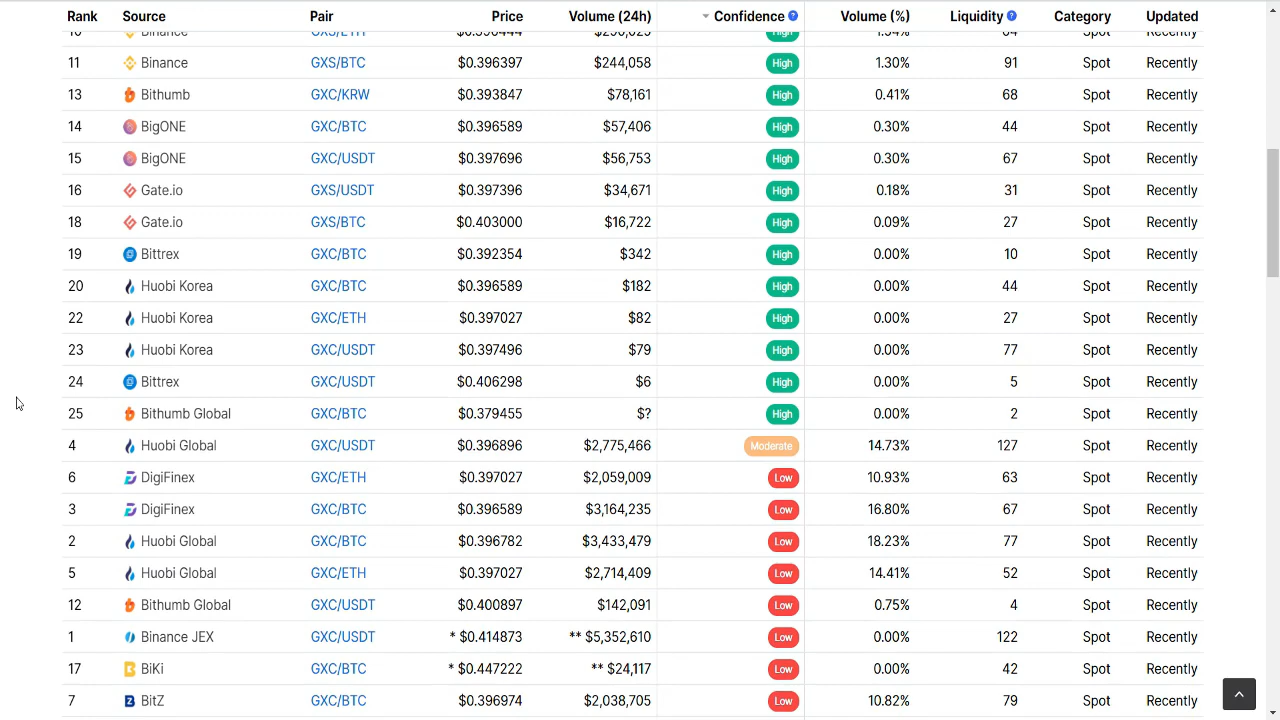 Rank Source Pair Price Volume (24h) Confidence Volume (%) Liquidity Category Updated
11 Binance GXS/BTC $0.396397 $244,058 High 1.30% 91 Spot Recently
13 Bithumb GXC/KRW $0.393847 $78,161 High 0.41% 68 Spot Recently
14 BigONE GXC/BTC $0.396589 $57,406 High 0.30% 44 Spot Recently
15 BigONE GXC/USDT $0.397636 $56,753 High 0.30% 67 Spot Recently
16 Gate.io GXS/USDT $0.397396 $34,671 High 0.18% 31 Spot Recently
18 Gate.io GXS/BTC $0.403004 $16,722 High 0.09% 27 Spot Recently
19 Bittrex GXC/BTC $0.392354 $342 High 0.00% 10 Spot Recently
20 Huobi Korea GXC/BTC $0.396589 $182 High 0.00% 44 Spot Recently
22 Huobi Korea GXC/ETH $0.397078 $82 High 0.00% 27 Spot Recently
23 Huobi Korea GXC/USDT $0.397496 $79 High 0.00% 77 Spot Recently
24 Bittrex GXC/USDT $0.406203 $6 High 0.00% 5 Spot Recently
25 Bithumb Global GXC/BTC $0.379455 $? High 0.00% 2 Spot Recently
4 Huobi Global GXC/USDT $0.396896 $2,775,466 Moderate 14.73% 127 Spot Recently
6 DigiFinex GXC/ETH $0.397078 $2,059,009 Low 10.93% 63 Spot Recently
3 DigiFinex GXC/BTC $0.396589 $3,164,235 Low 16.80% 67 Spot Recently
2 Huobi Global GXC/BTC $0.396782 $3,433,479 Low 18.23% 77 Spot Recently
5 Huobi Global GXC/ETH $0.397078 $2,714,409 Low 14.41% 52 Spot Recently
12 Bithumb Global GXC/USDT $0.400898 $142,091 Low 0.75% 4 Spot Recently
1 Binance JEX GXC/USDT * $0.414873 ** $5,352,610 Low 0.00% 122 Spot Recently
17 BiKi GXC/BTC * $0.447224 ** $24,117 Low 0.00% 42 Spot Recently
7 BitZ GXC/BTC $2,039,705 Low 10.82% 79 Spot Recently